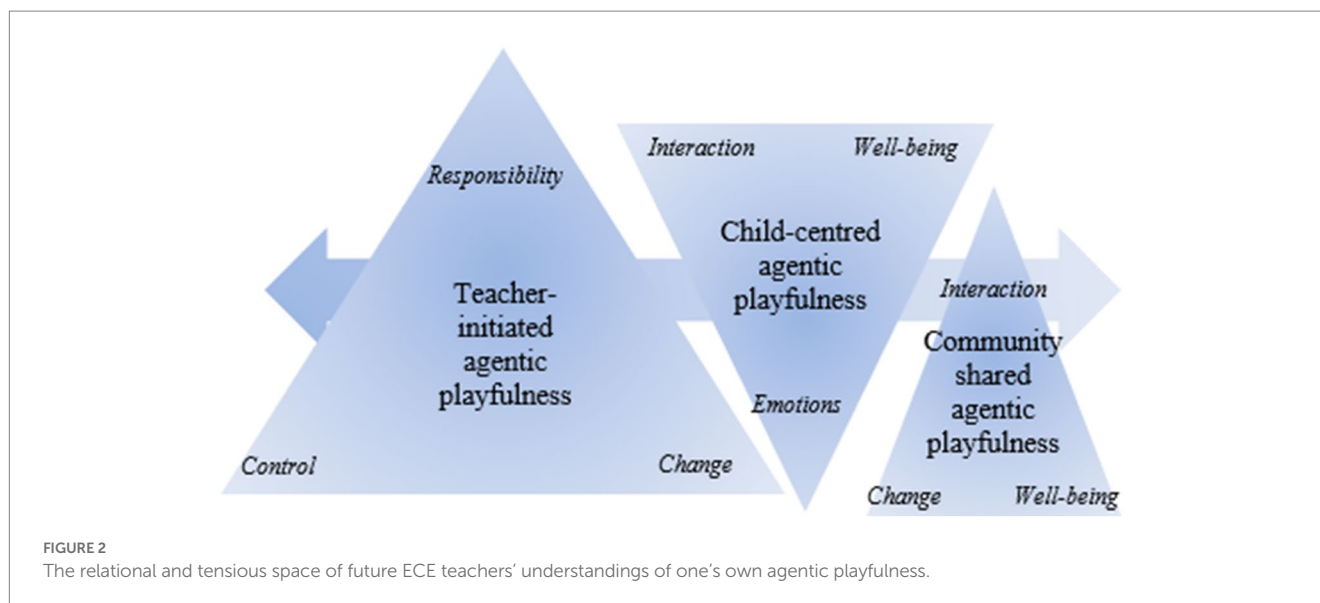 Responsibility
Teacher-
initiated
agentic
playfulness
Control
Change
Interaction
Well-being
Child-centred
agentic
playfulness
Emotions
Interaction
Community
shared
agentic
playfulness
Change
Well-being
FIGURE 2
The relational and tensious space of future ECE teachers' understandings of one's own agentic playfulness.